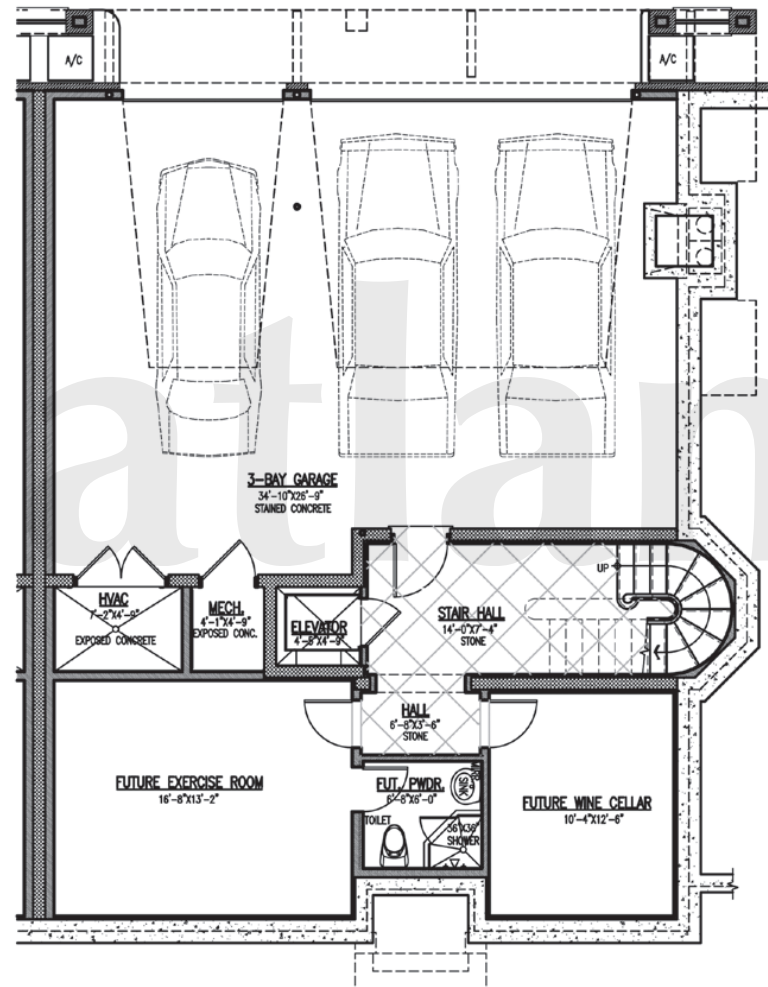 A/C
A/C
3-BAY GARAGE
34'-10"X26'-9"
STAINED CONCRETE
HVAC
7'-2"X4'-9"
EXPOSED CONCRETE
MECH.
4'-1"X4'-9"
EXPOSED CONC.
ELEVATOR
4'-8"X4'-9"
UP
STAIR HALL
14'-0"X7'-4"
STONE
HALL
6'-8"X3'-6"
STONE
FUTURE EXERCISE ROOM
16'-8"X13'-2"
FUT. PWDR.
6'-8"X6'-0"
SINK
TOILET
36"X36"
SHOWER
FUTURE WINE CELLAR
10'-4"X12'-6"
atlan